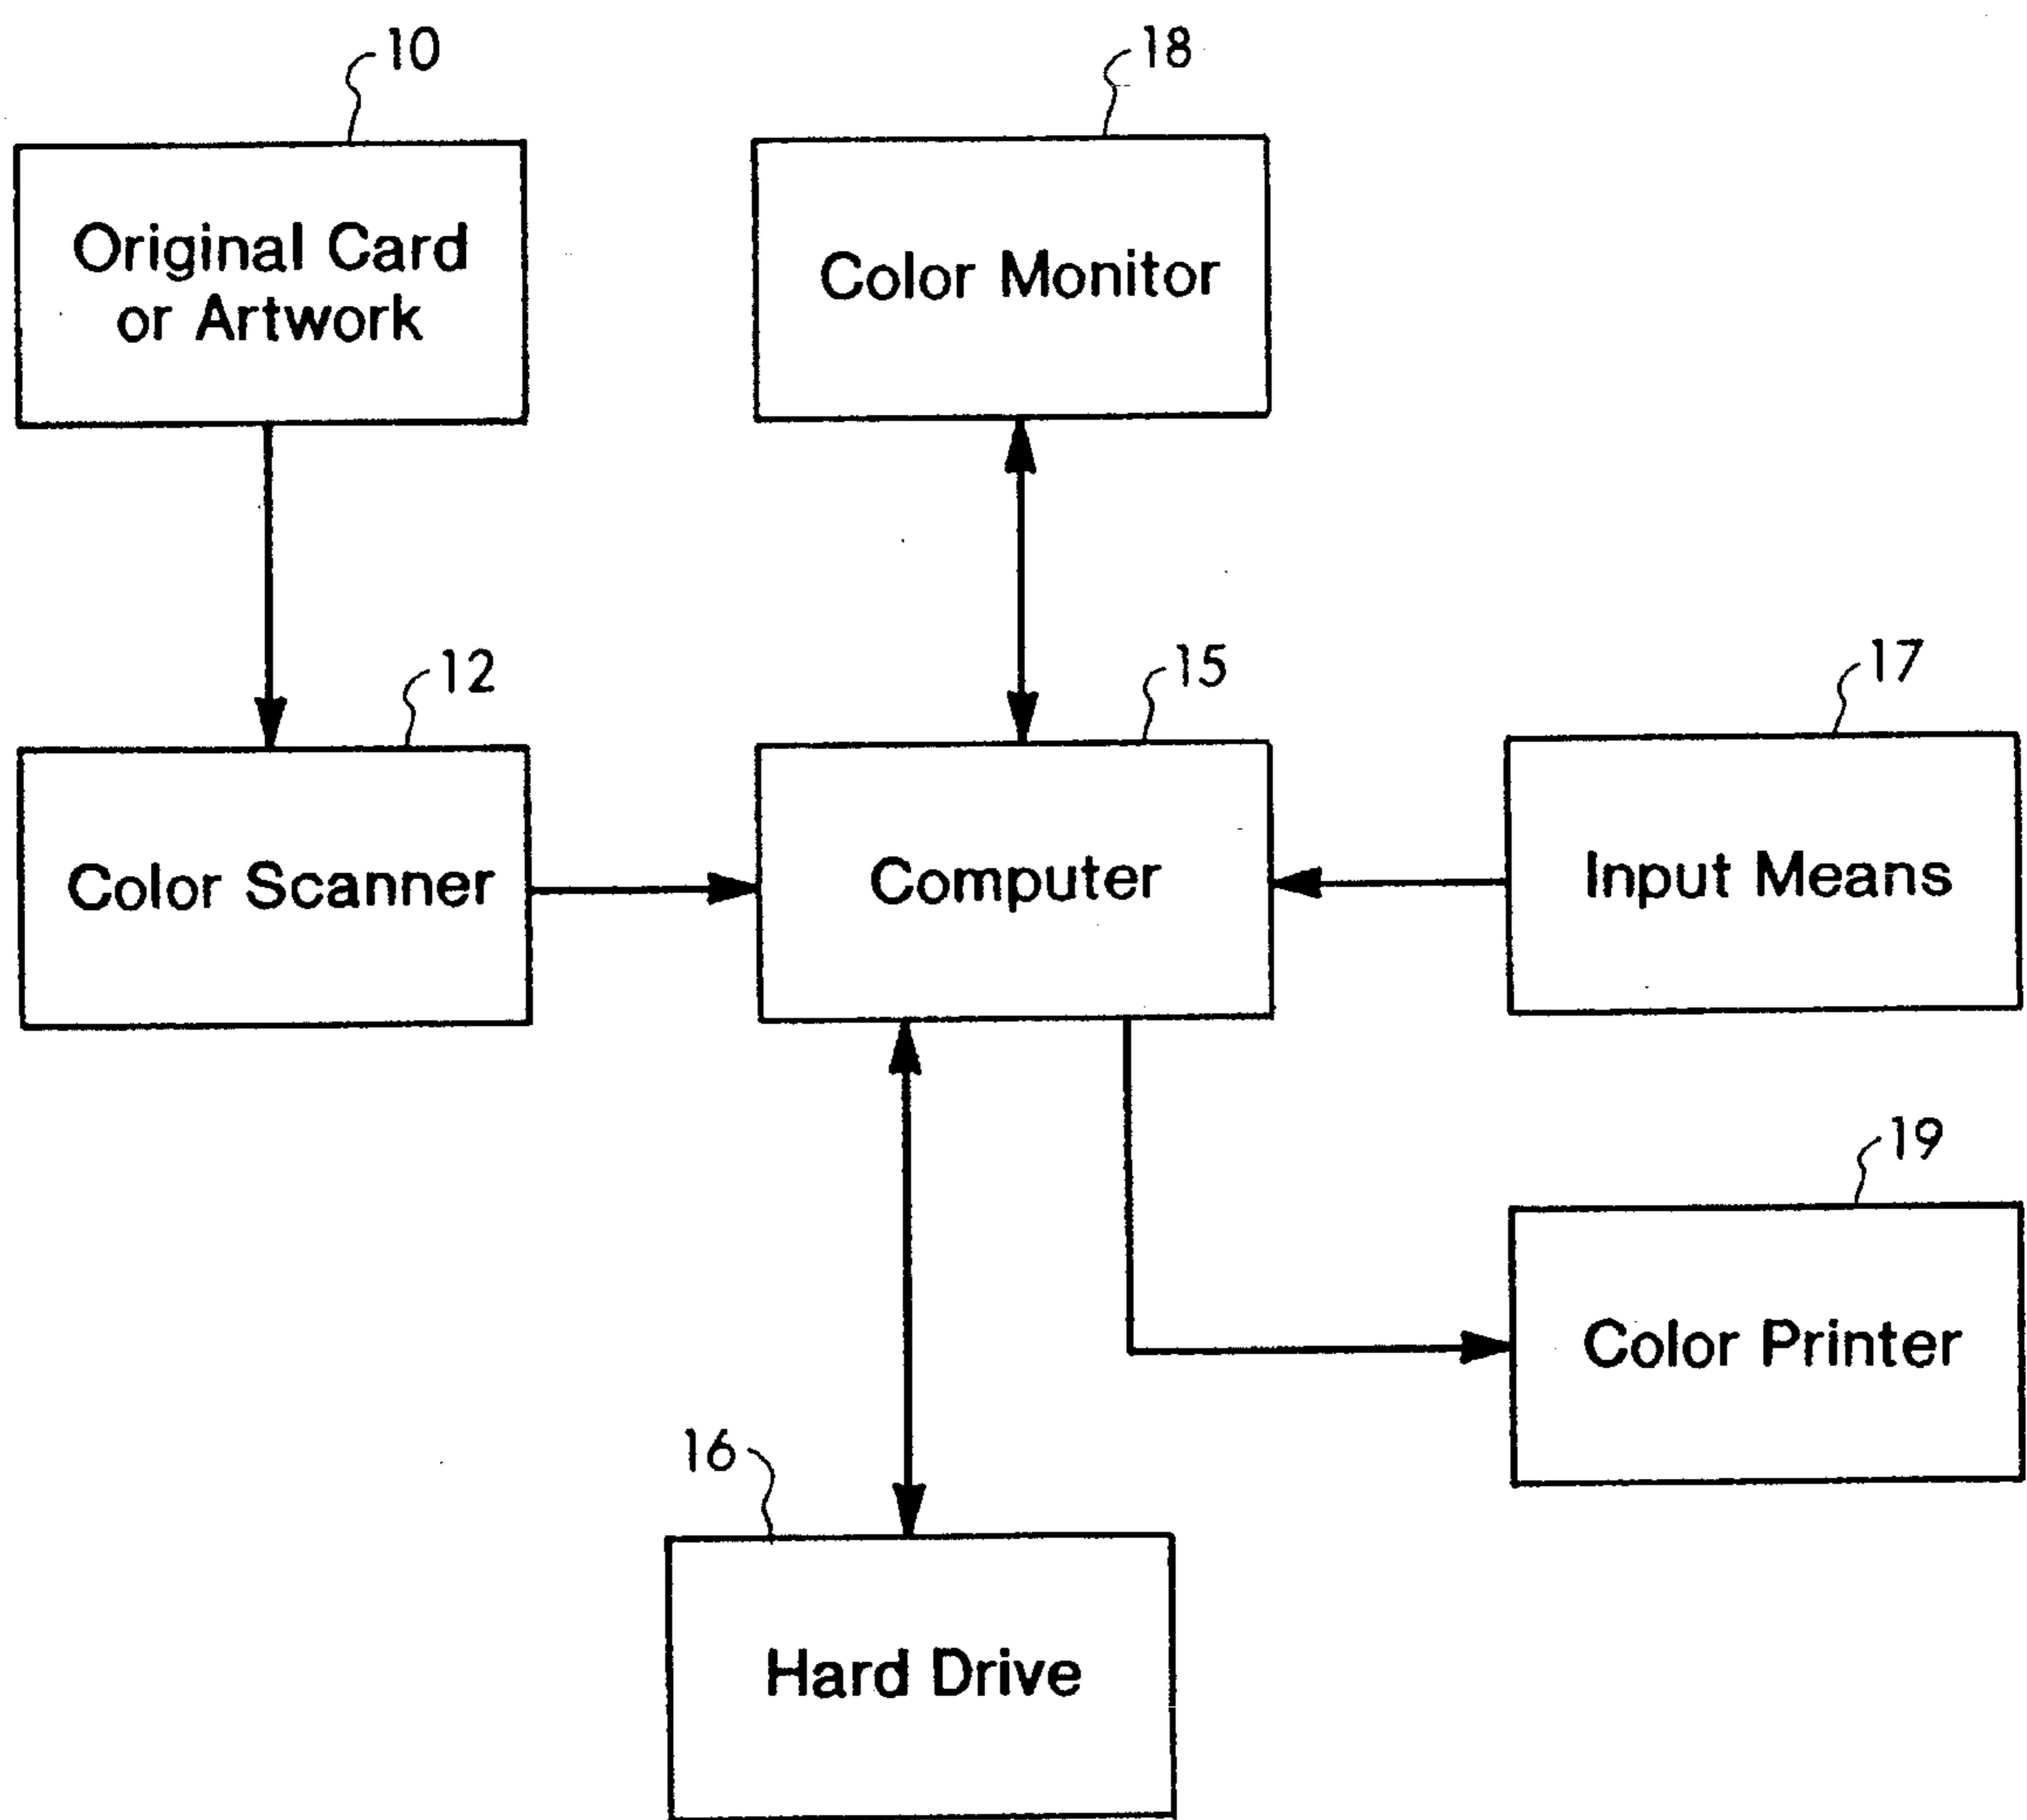 10
18
Original Card
or Artwork
Color Monitor
12
15
17
Color Scanner
Computer
Input Means
19
Color Printer
16
Hard Drive